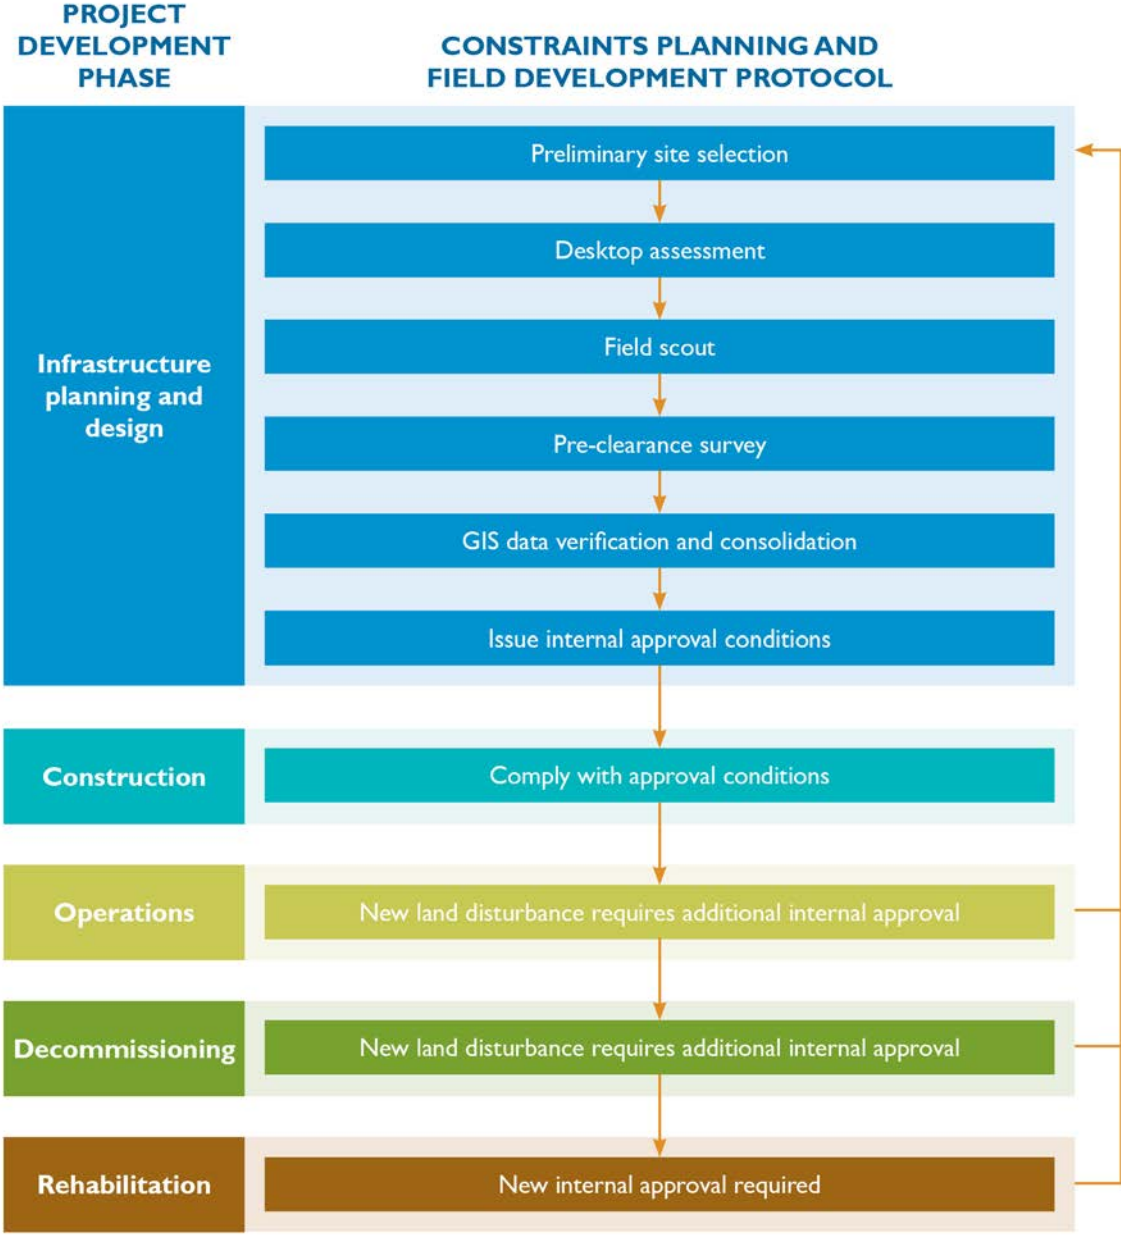 PROJECT
DEVELOPMENT
PHASE
CONSTRAINTS PLANNING AND
FIELD DEVELOPMENT PROTOCOL
Infrastructure
planning and
design
Preliminary site selection
Desktop assessment
Field scout
Pre-clearance survey
GIS data verification and consolidation
Issue internal approval conditions
Construction
Comply with approval conditions
Operations
New land disturbance requires additional internal approval
Decommissioning
New land disturbance requires additional internal approval
Rehabilitation
New internal approval required